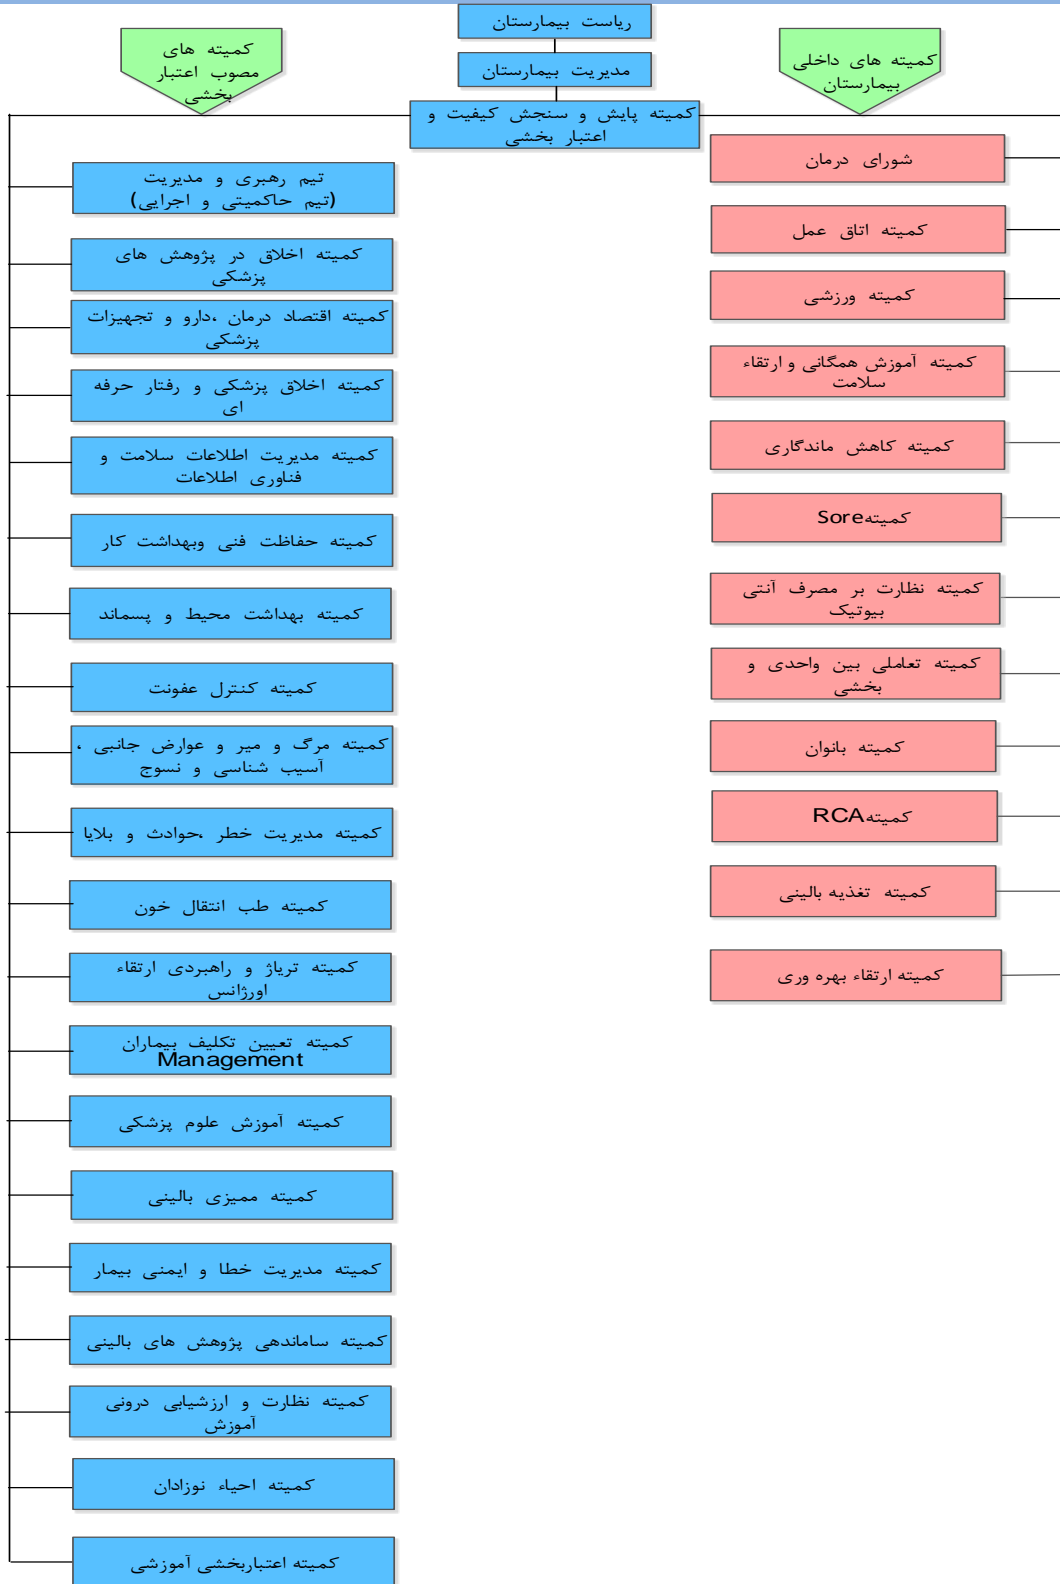 ریاست بیمارستان
مدیریت بیمارستان
کمیته پایش و سنجش کیفیت و
اعتبار بخشی
کمیته های داخلی
بیمارستان
شورای درمان
کمیته اتاق عمل
کمیته ورزشی
کمیته آموزش همگانی و ارتقاء
سلامت
کمیته کاهش ماندگاری
کمیته Sore
کمیته نظارت بر مصرف آنتی
بیوتیک
کمیته تعاملی بین واحدی و
بخشی
کمیته بانوان
کمیته RCA
کمیته تغذیه بالینی
کمیته ارتقاء بهره وری
کمیته های
مصوب اعتبار
بخشی
تیم رهبری و مدیریت
(تیم حاکمیتی و اجرایی)
کمیته اخلاق در پژوهش های
پزشکی
کمیته اقتصاد درمان ،دارو و تجهیزات
پزشکی
کمیته اخلاق پزشکی و رفتار حرفه
ای
کمیته مدیریت اطلاعات سلامت و
فناوری اطلاعات
کمیته حفاظت فنی وبهداشت کار
کمیته بهداشت محیط و پسماند
کمیته کنترل عفونت
کمیته مرگ و میر و عوارض جانبی ،
آسیب شناسی و نسوج
کمیته مدیریت خطر ،حوادث و بلایا
کمیته طب انتقال خون
کمیته تریاژ و راهبردی ارتقاء
اورژانس
کمیته تعیین تکلیف بیماران
Management
کمیته آموزش علوم پزشکی
کمیته ممیزی بالینی
کمیته مدیریت خطا و ایمنی بیمار
کمیته ساماندهی پژوهش های بالینی
کمیته نظارت و ارزشیابی درونی
آموزش
کمیته احیاء نوزادان
کمیته اعتباربخشی آموزشی